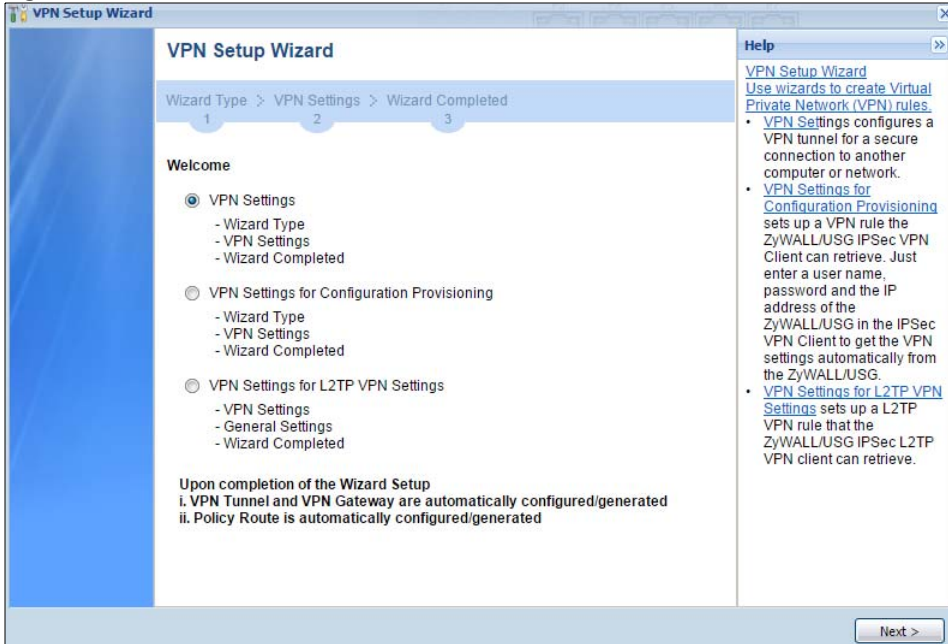 VPN Setup Wizard
VPN Setup Wizard
Wizard Type > VPN Settings > Wizard Completed
1 2 3
Welcome
VPN Settings
- Wizard Type
- VPN Settings
- Wizard Completed
VPN Settings for Configuration Provisioning
- Wizard Type
- VPN Settings
- Wizard Completed
VPN Settings for L2TP VPN Settings
- VPN Settings
- General Settings
- Wizard Completed
Upon completion of the Wizard Setup
i. VPN Tunnel and VPN Gateway are automatically configured/generated
ii. Policy Route is automatically configured/generated
Help
VPN Setup Wizard
Use wizards to create Virtual
Private Network (VPN) rules.
• VPN Settings configures a
VPN tunnel for a secure
connection to another
computer or network.
• VPN Settings for
Configuration Provisioning
sets up a VPN rule the
ZyWALL/USG IPSec VPN
Client can retrieve. Just
enter a user name,
password and the IP
address of the
ZyWALL/USG in the IPSec
VPN Client to get the VPN
settings automatically from
the ZyWALL/USG.
• VPN Settings for L2TP VPN
Settings sets up a L2TP
VPN rule that the
ZyWALL/USG IPSec L2TP
VPN client can retrieve.
Next >